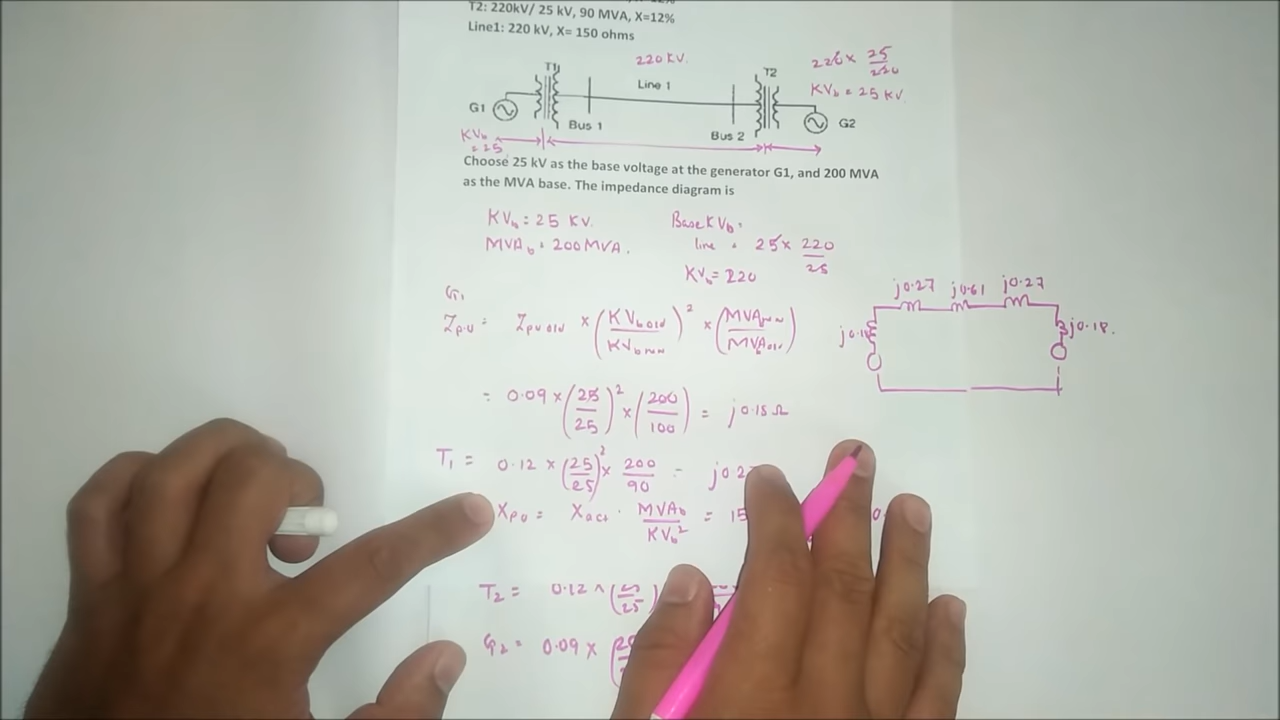 T2: 220kV/ 25 kV, 90 MVA, X=12%
Line1: 220 kV, X= 150 ohms
220 KV.
220 × 25/220
KVb = 25 KV.
T1
Line 1
T2
G1
Bus 1
Bus 2
G2
KVb = 25
Choose 25 kV as the base voltage at the generator G1, and 200 MVA
as the MVA base. The impedance diagram is
KVb = 25 KV.
MVAb = 200 MVA.
Base KVb.
line = 25 × 220/25
KVb = 220
j0.27 j0.61 j0.27
j0.18.
G1
Zp.u = Zpu old × (KVb old/KVb new)² × (MVAnew/MVAb old)
= 0.09 × (25/25)² × (200/100) = j0.18 Ω
T1 = 0.12 × (25/25)² × 200/90 = j0.2
Xpu = Xact . MVAb/KVb² = 15
T2 = 0.12 × (25/25)
G2 = 0.09 ×